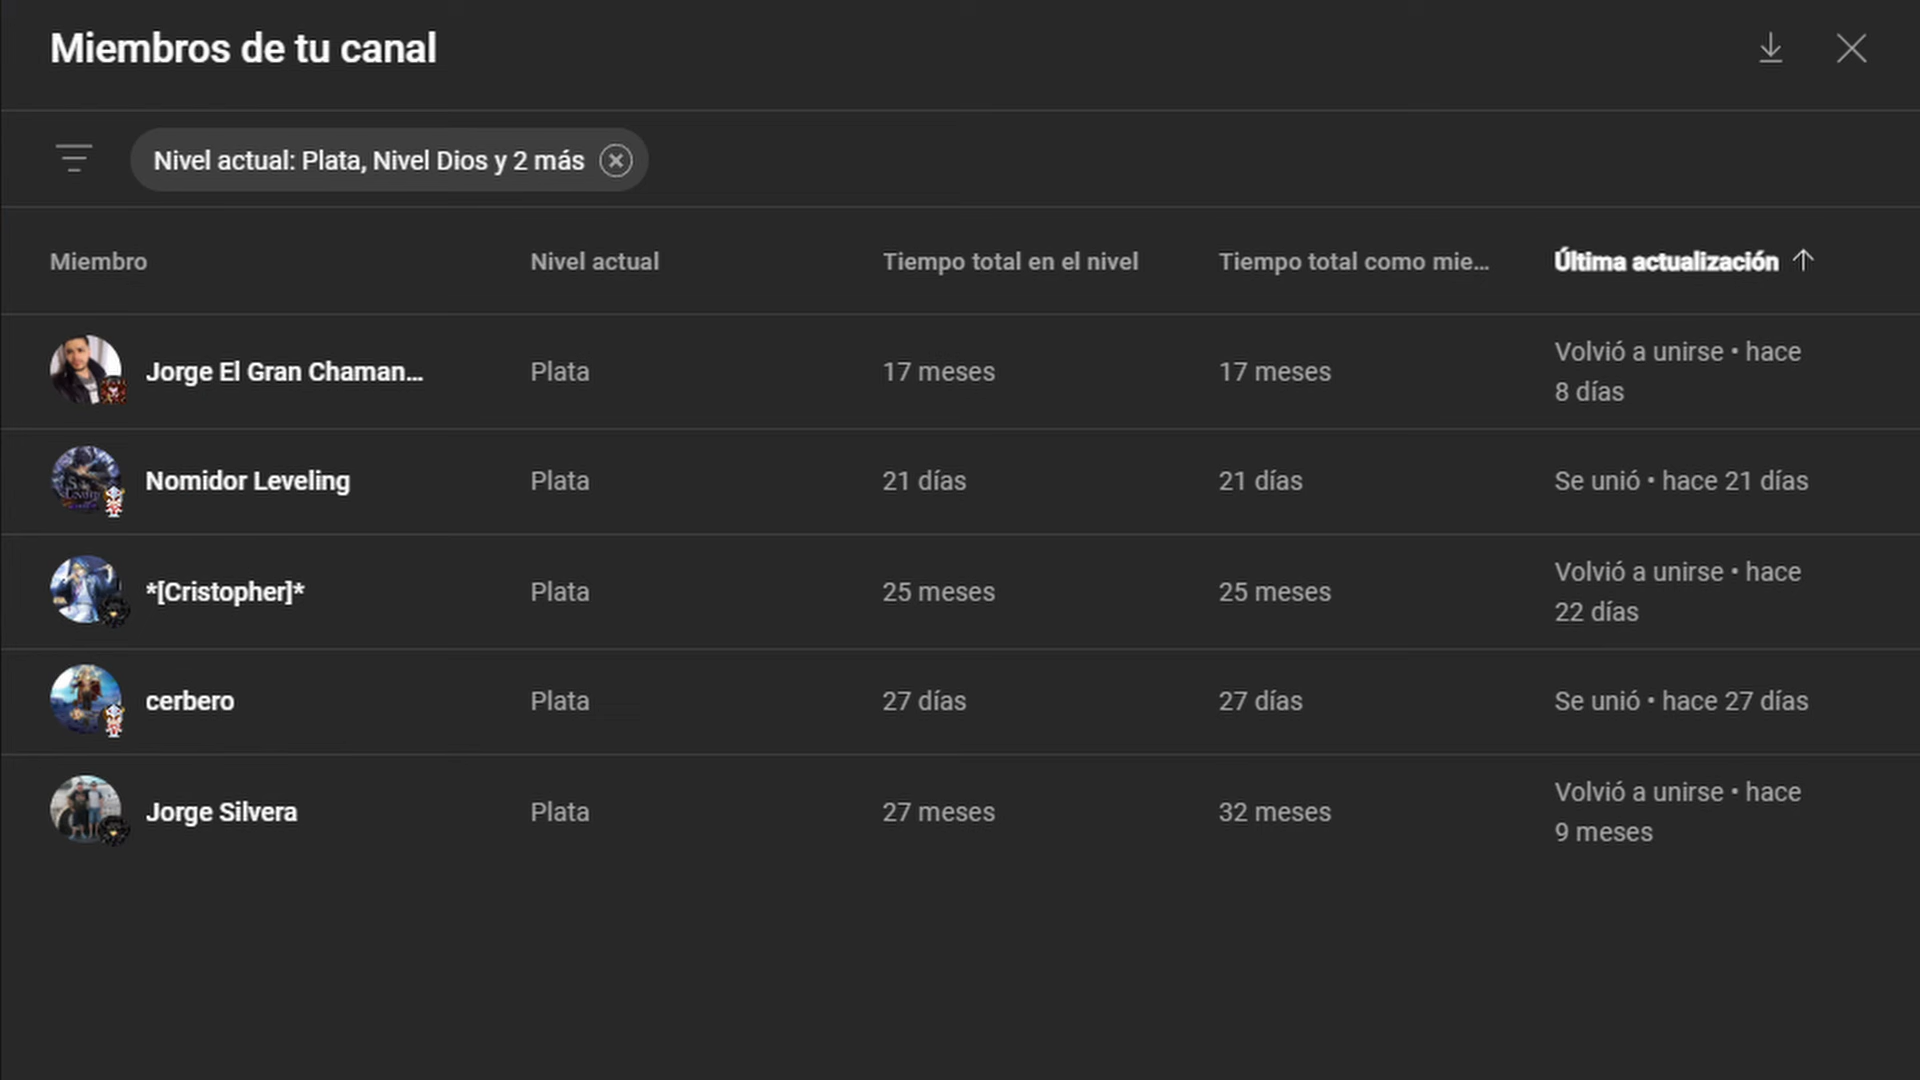 Miembros de tu canal
Nivel actual: Plata, Nivel Dios y 2 más
Miembro Nivel actual Tiempo total en el nivel Tiempo total como mie... Última actualización
Jorge El Gran Chaman... Plata 17 meses 17 meses Volvió a unirse • hace
8 días
Nomidor Leveling Plata 21 días 21 días Se unió • hace 21 días
*[Cristopher]* Plata 25 meses 25 meses Volvió a unirse • hace
22 días
cerbero Plata 27 días 27 días Se unió • hace 27 días
Jorge Silvera Plata 27 meses 32 meses Volvió a unirse • hace
9 meses